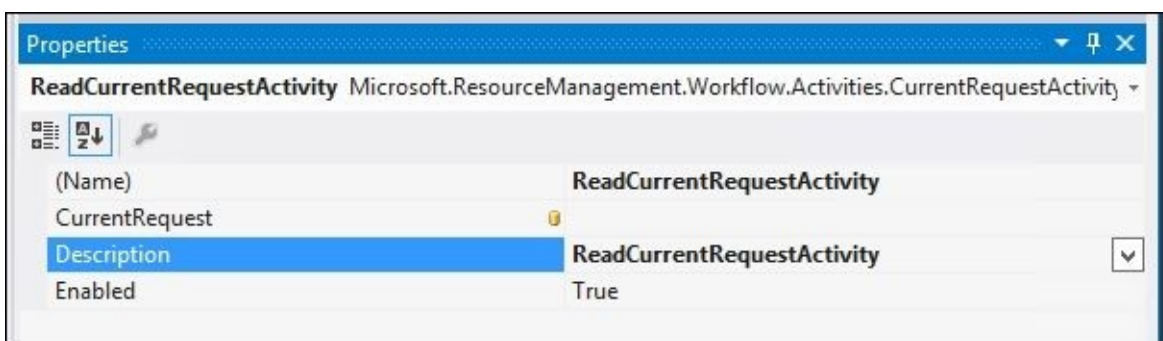 Properties
ReadCurrentRequestActivity Microsoft.ResourceManagement.Workflow.Activities.CurrentRequestActivity
(Name) ReadCurrentRequestActivity
CurrentRequest
Description ReadCurrentRequestActivity
Enabled True